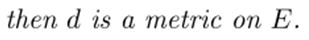 then d is a metric on E.